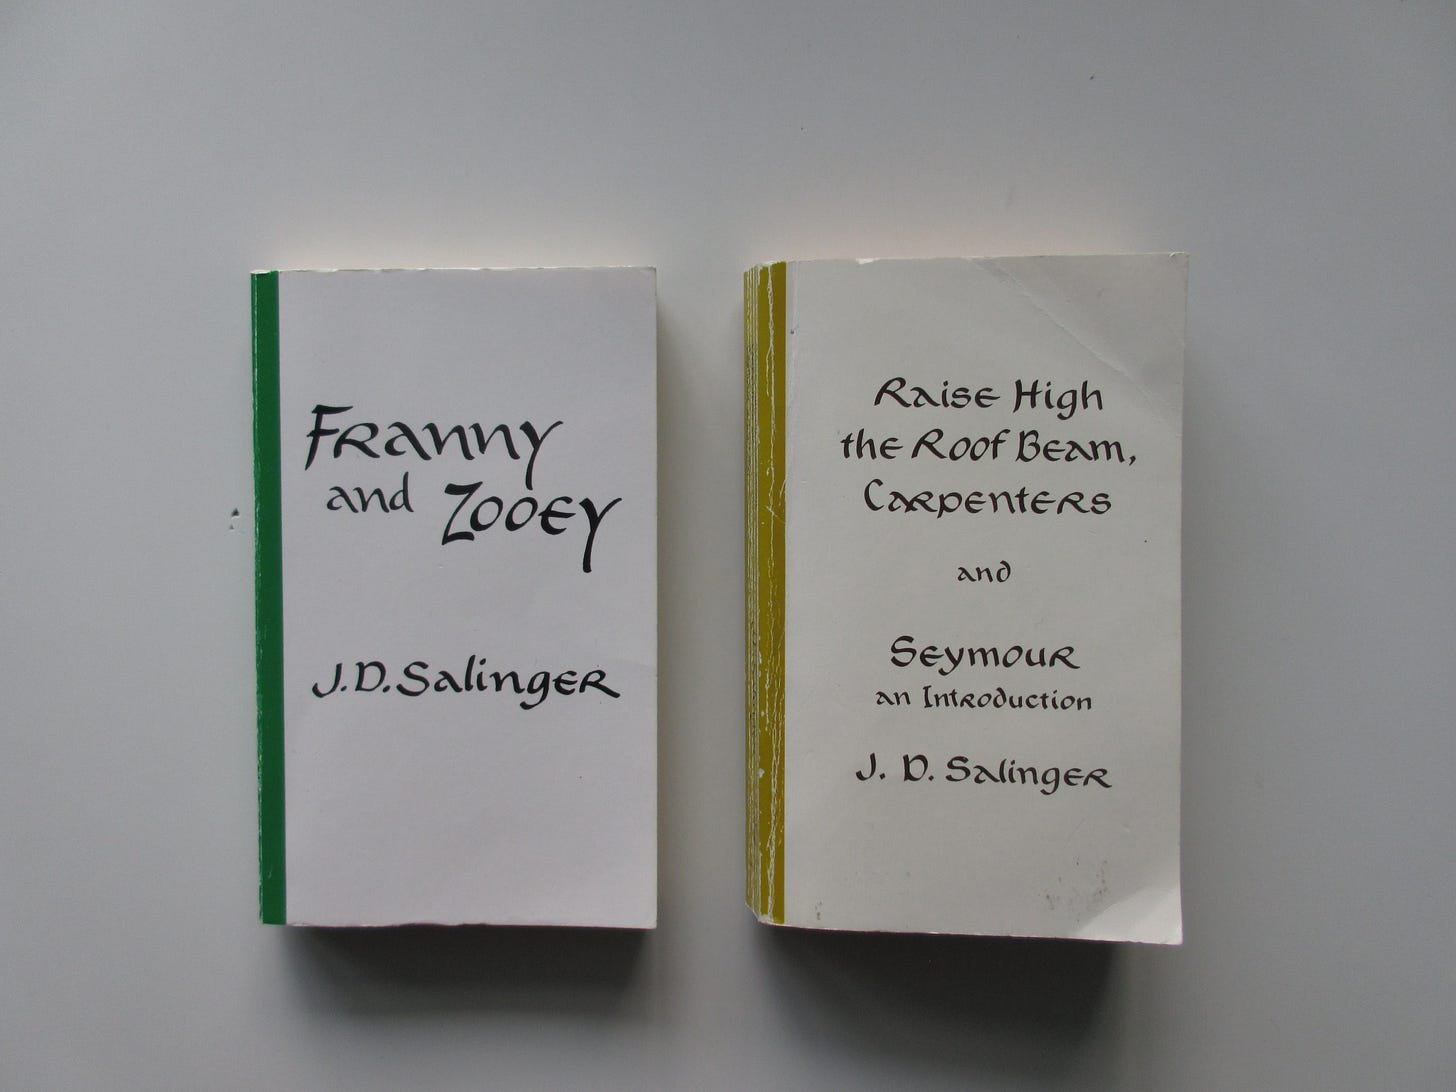 Franny
and Zooey
J.D. Salinger
Raise High
the Roof Beam,
Carpenters
and
Seymour
an Introduction
J. D. Salinger